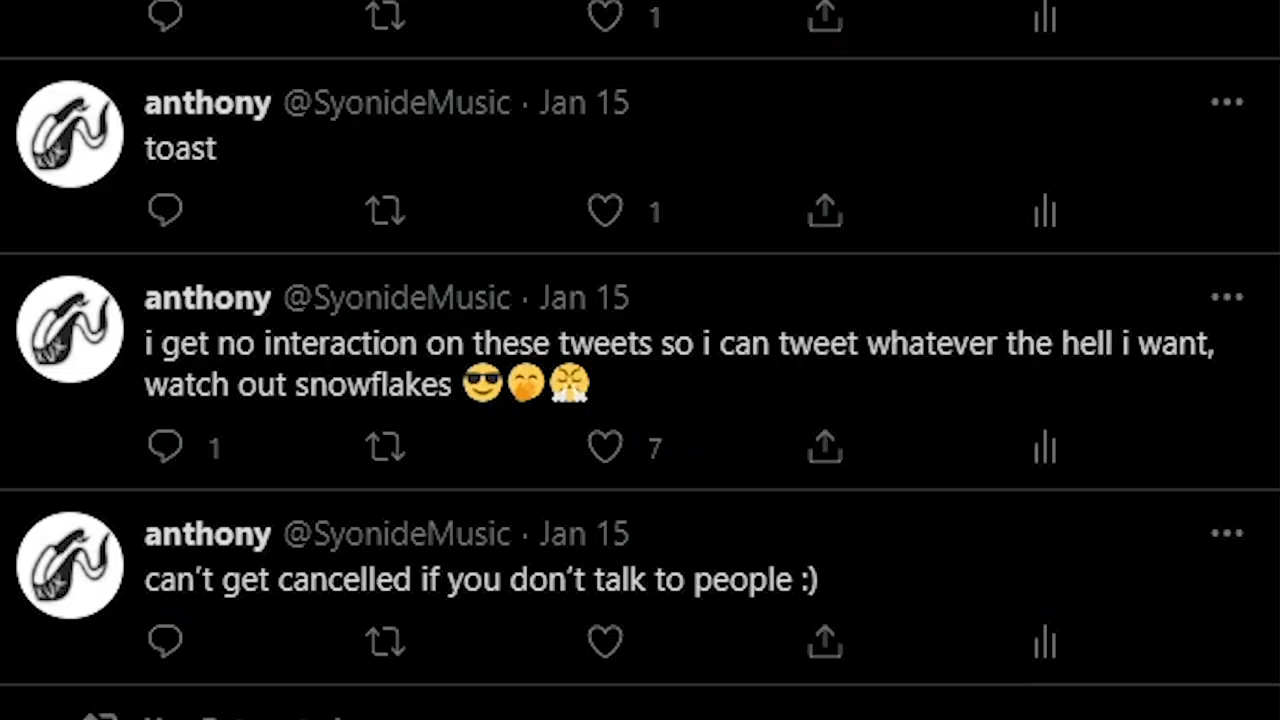 1
anthony @SyonideMusic · Jan 15
toast
1
anthony @SyonideMusic · Jan 15
i get no interaction on these tweets so i can tweet whatever the hell i want,
watch out snowflakes 😎🤭😤
1 7
anthony @SyonideMusic · Jan 15
can’t get cancelled if you don’t talk to people :)